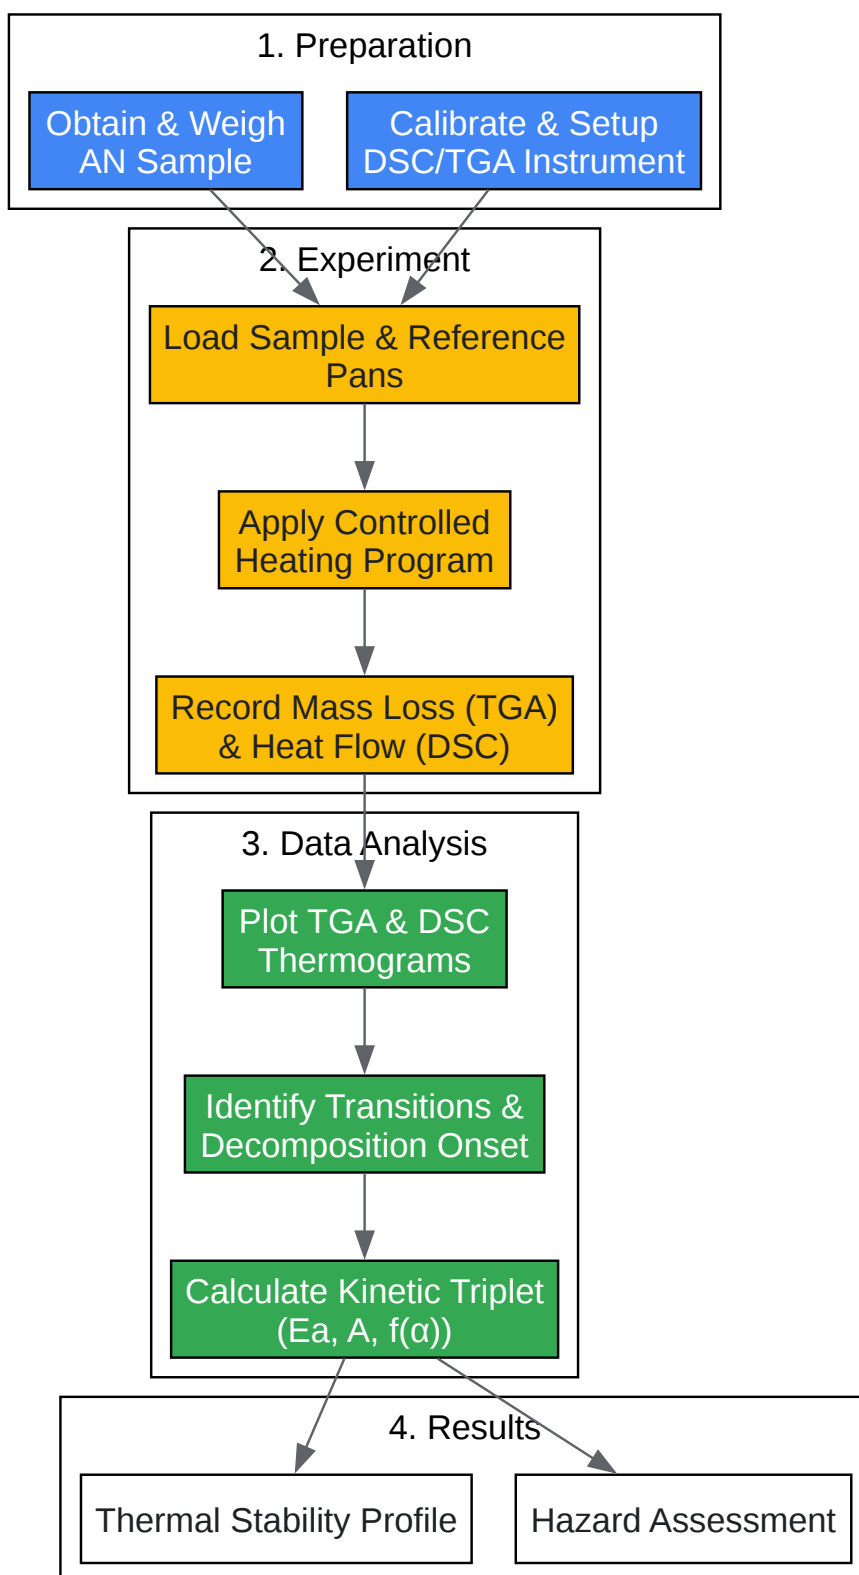 1. Preparation
Obtain & Weigh
AN Sample
Calibrate & Setup
DSC/TGA Instrument
2. Experiment
Load Sample & Reference
Pans
Apply Controlled
Heating Program
Record Mass Loss (TGA)
& Heat Flow (DSC)
3. Data Analysis
Plot TGA & DSC
Thermograms
Identify Transitions &
Decomposition Onset
Calculate Kinetic Triplet
(Ea, A, f(α))
4. Results
Thermal Stability Profile
Hazard Assessment